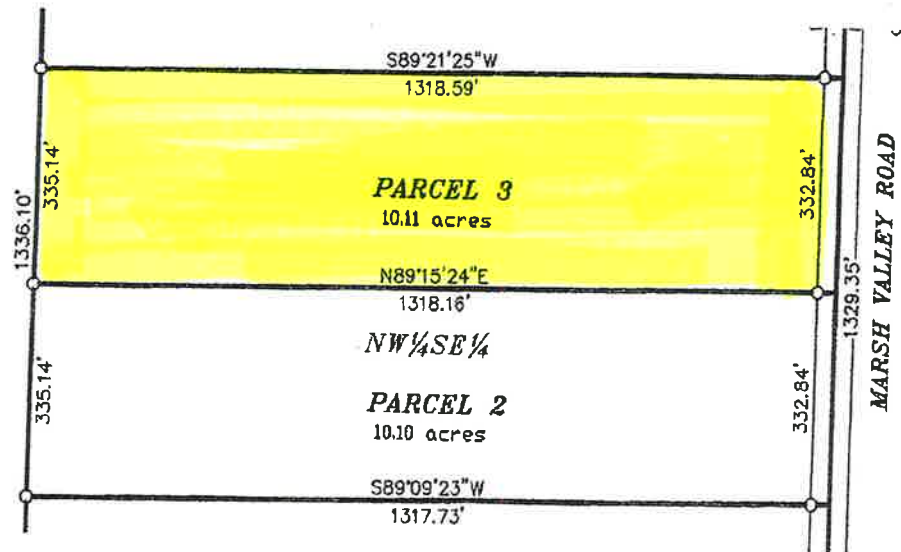 S89°21'25"W
1318.59'
335.14'
1336.10'
PARCEL 3
10.11 acres
332.84'
MARSH VALLEY ROAD
1329.35'
N89°15'24"E
1318.16'
NW¼SE¼
335.14'
PARCEL 2
10.10 acres
332.84'
S89°09'23"W
1317.73'